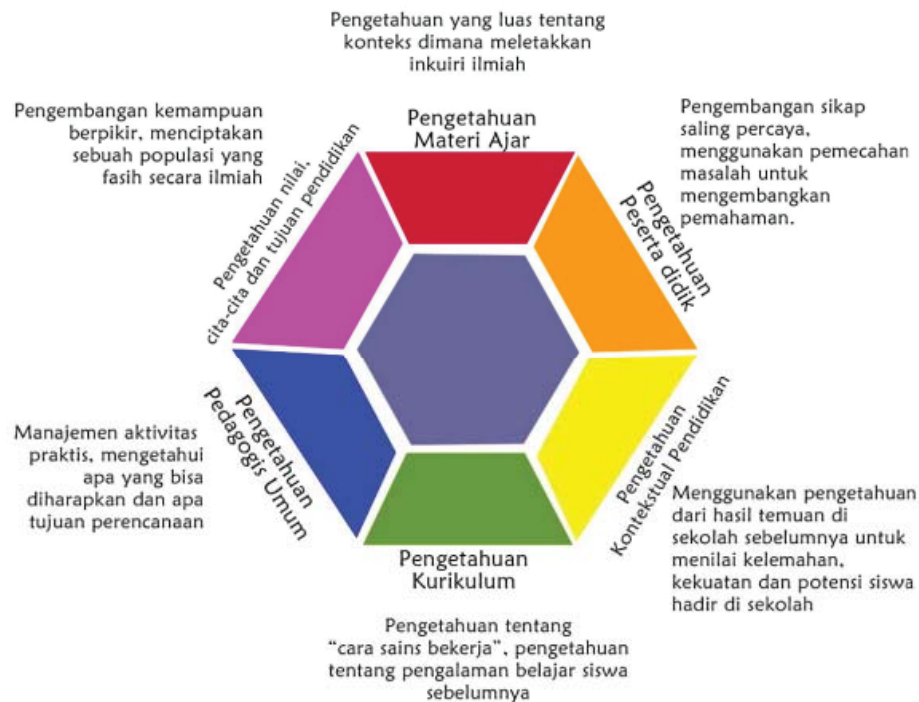 Pengetahuan yang luas tentang
konteks dimana meletakkan
inkuiri ilmiah
Pengetahuan
Materi Ajar
Pengembangan kemampuan
berpikir, menciptakan
sebuah populasi yang
fasih secara ilmiah
Pengetahuan nilai,
cita-cita dan tujuan pendidikan
Pengembangan sikap
saling percaya,
menggunakan pemecahan
masalah untuk
mengembangkan
pemahaman.
Pengetahuan
Peserta didik
Manajemen aktivitas
praktis, mengetahui
apa yang bisa
diharapkan dan apa
tujuan perencanaan
Pengetahuan
Pedagogis Umum
Pengetahuan
Kontekstual Pendidikan
Menggunakan pengetahuan
dari hasil temuan di
sekolah sebelumnya untuk
menilai kelemahan,
kekuatan dan potensi siswa
hadir di sekolah
Pengetahuan
Kurikulum
Pengetahuan tentang
“cara sains bekerja”, pengetahuan
tentang pengalaman belajar siswa
sebelumnya